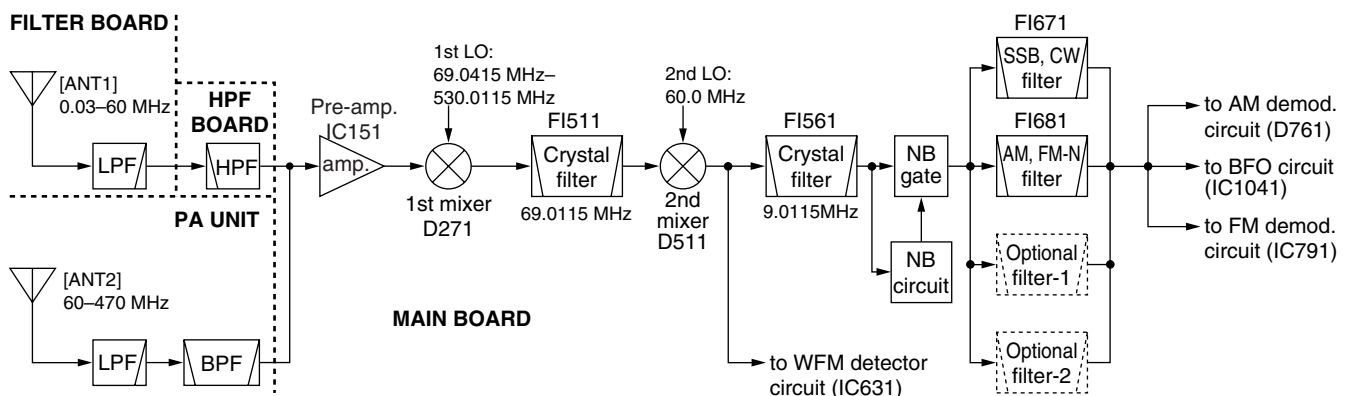 FILTER BOARD
[ANT1]
0.03–60 MHz
LPF
HPF
BOARD
HPF
PA UNIT
[ANT2]
60–470 MHz
LPF
BPF
Pre-amp.
IC151
amp.
1st LO:
69.0415 MHz–
530.0115 MHz
1st mixer
D271
FI511
Crystal
filter
69.0115 MHz
2nd LO:
60.0 MHz
2nd
mixer
D511
FI561
Crystal
filter
9.0115MHz
NB
gate
NB
circuit
FI671
SSB, CW
filter
FI681
AM, FM-N
filter
Optional
filter-1
Optional
filter-2
to AM demod.
circuit (D761)
to BFO circuit
(IC1041)
to FM demod.
circuit (IC791)
MAIN BOARD
to WFM detector
circuit (IC631)